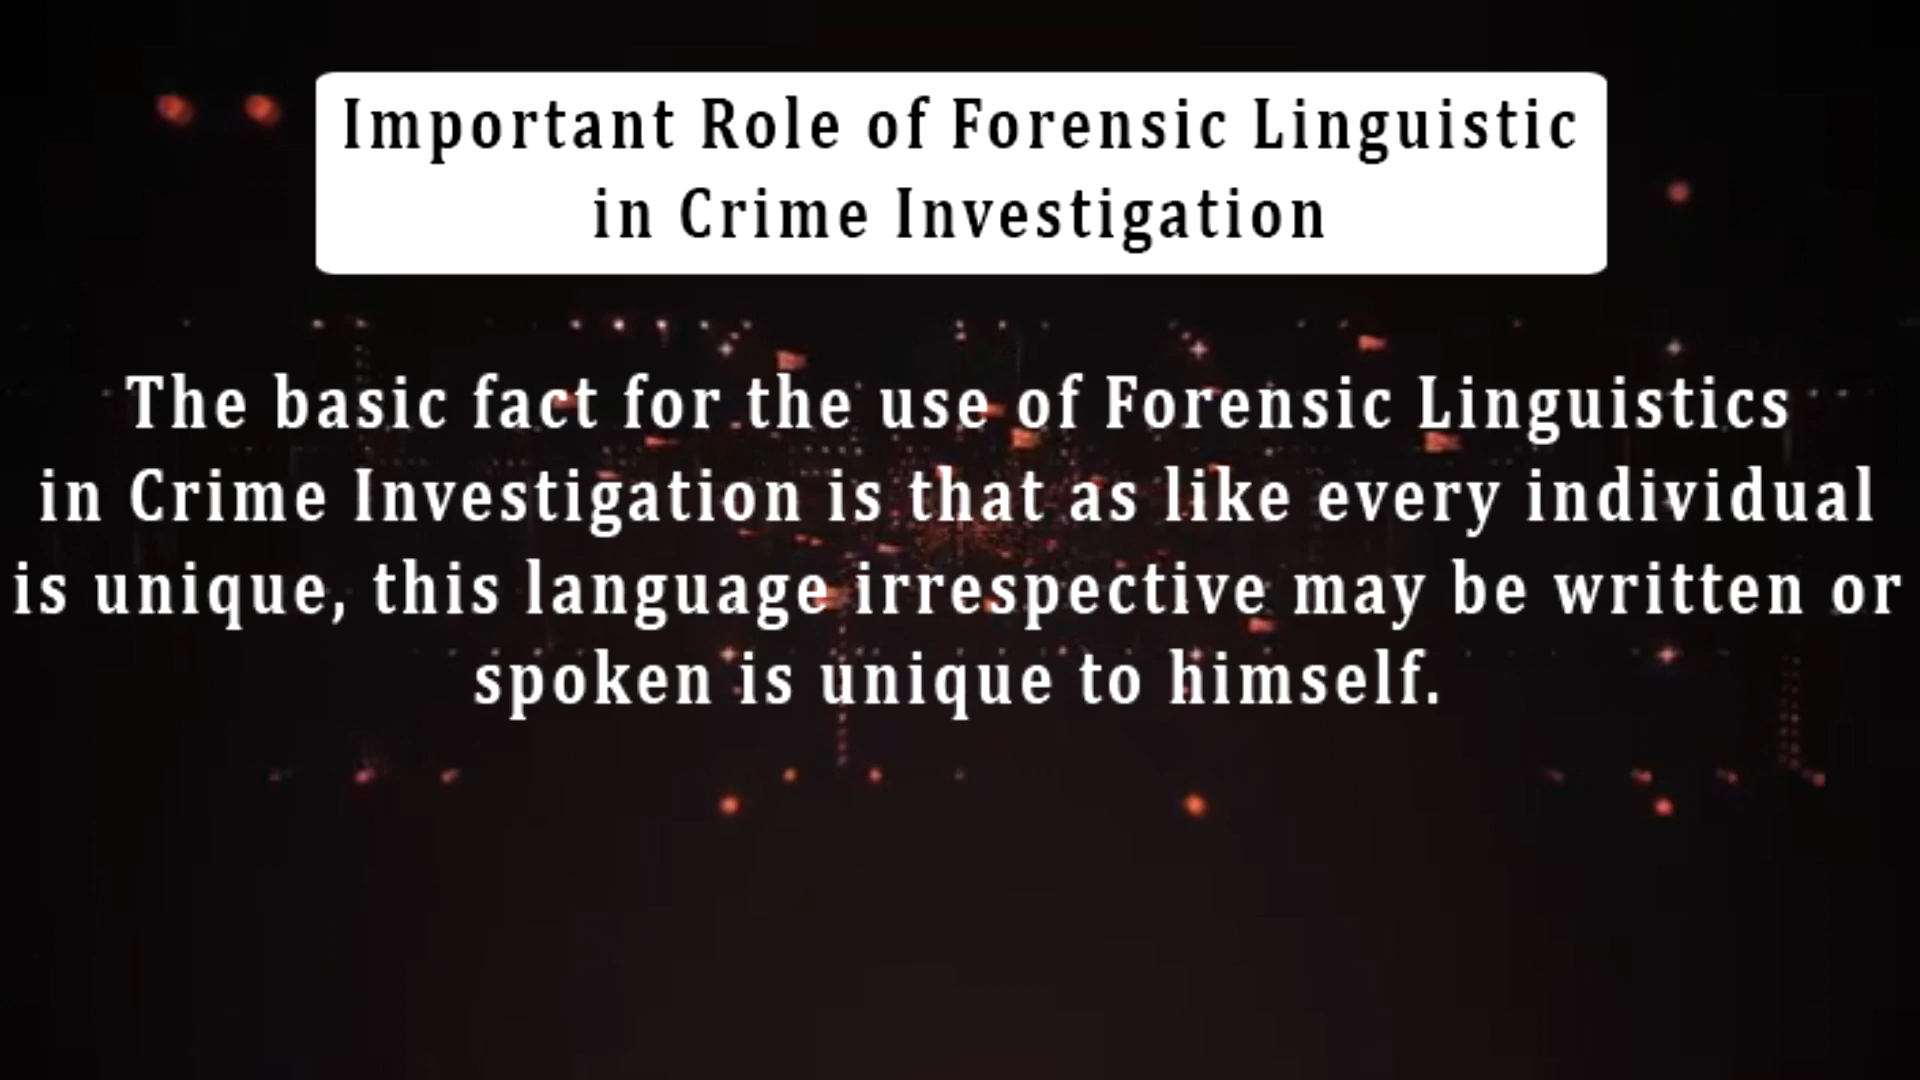 Important Role of Forensic Linguistic
in Crime Investigation
The basic fact for the use of Forensic Linguistics
in Crime Investigation is that as like every individual
is unique, this language irrespective may be written or
spoken is unique to himself.